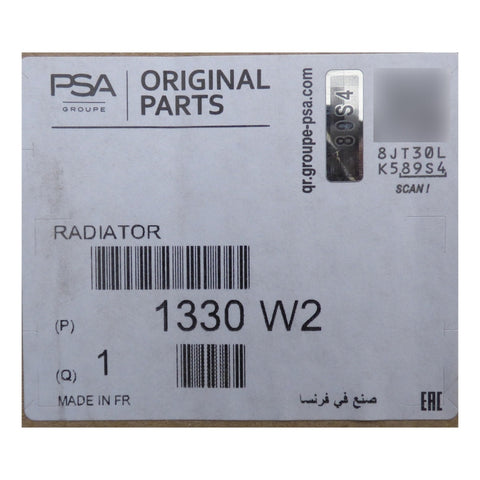 PSA
GROUPE
ORIGINAL
PARTS
qr.groupe-psa.com
89S4
8JT30L
K589S4
SCAN!
RADIATOR
(P) 1330 W2
(Q) 1
MADE IN FR
صنع في فرنسا
EAC